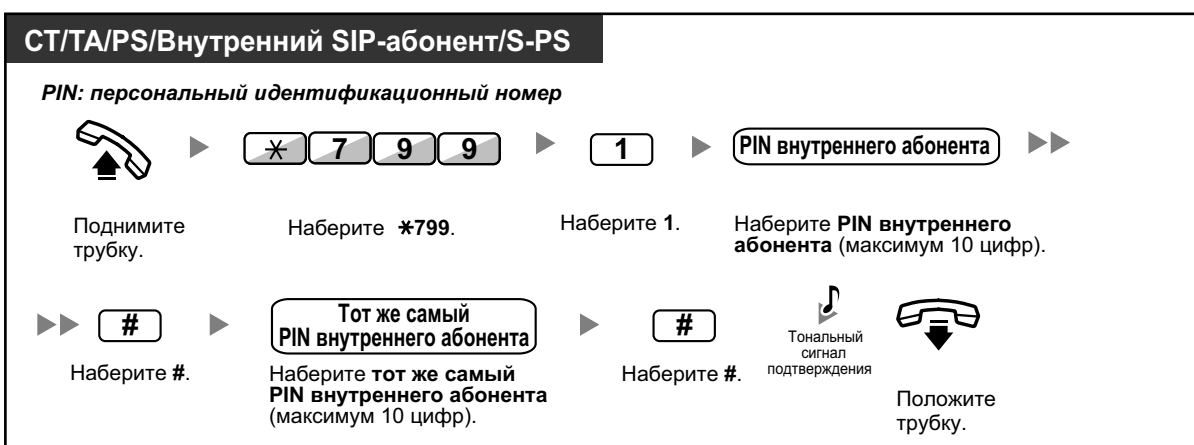 СТ/ТА/PS/Внутренний SIP-абонент/S-PS
PIN: персональный идентификационный номер
* 7 9 9
1
PIN внутреннего абонента
Поднимите
трубку.
Наберите *799.
Наберите 1.
Наберите PIN внутреннего
абонента (максимум 10 цифр).
#
Тот же самый
PIN внутреннего абонента
#
Наберите #.
Наберите тот же самый
PIN внутреннего абонента
(максимум 10 цифр).
Наберите #.
Тональный
сигнал
подтверждения
Положите
трубку.